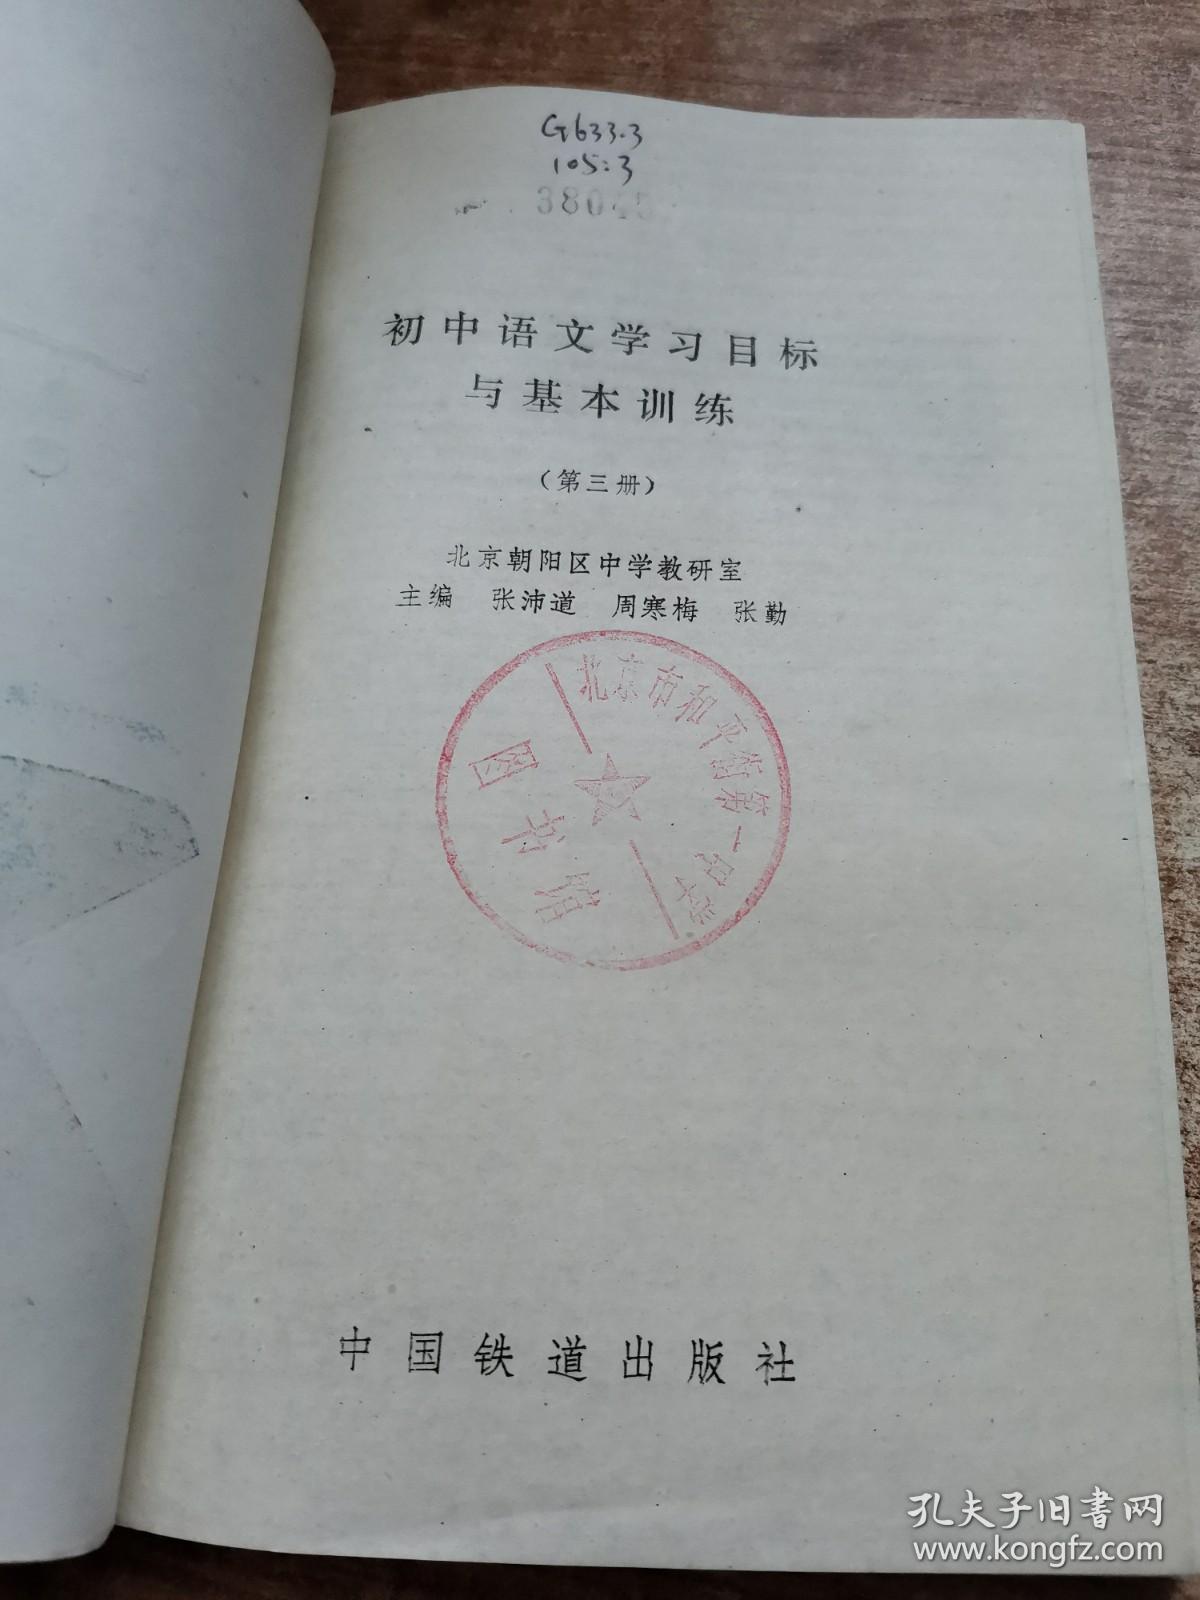 G633.3
105:3
初中语文学习目标
与基本训练
（第三册）
北京朝阳区中学教研室
主编 张沛道 周寒梅 张勤
北京市和平街第一中学
图书馆
中国铁道出版社
孔夫子旧书网
www.kongfz.com